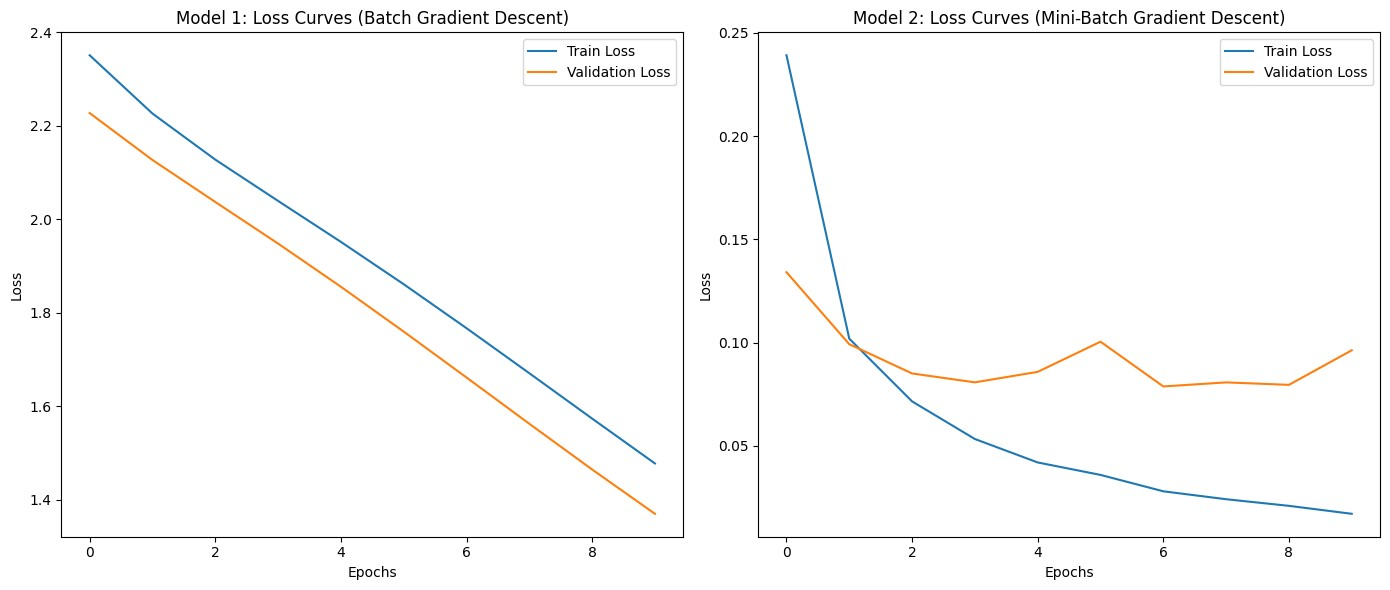 Model 1: Loss Curves (Batch Gradient Descent)
Train Loss
Validation Loss
2.4
2.2
2.0
1.8
1.6
1.4
Loss
0 2 4 6 8
Epochs
Model 2: Loss Curves (Mini-Batch Gradient Descent)
Train Loss
Validation Loss
0.25
0.20
0.15
0.10
0.05
Loss
0 2 4 6 8
Epochs